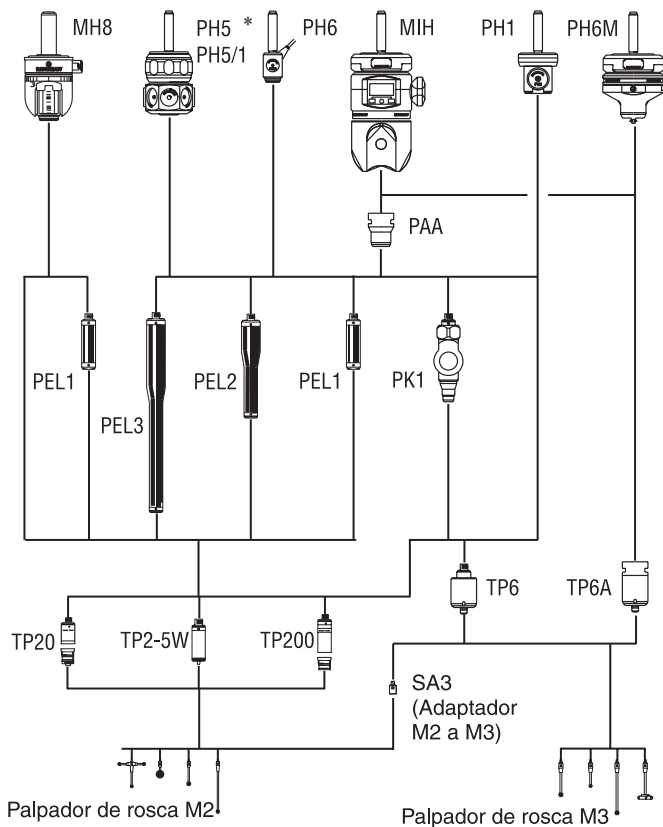 MH8
PH5 *
PH5/1
PH6
MIH
PH1
PH6M
PAA
PEL1
PEL3
PEL2
PEL1
PK1
TP6
TP6A
TP20
TP2-5W
TP200
SA3
(Adaptador
M2 a M3)
Palpador de rosca M2
Palpador de rosca M3